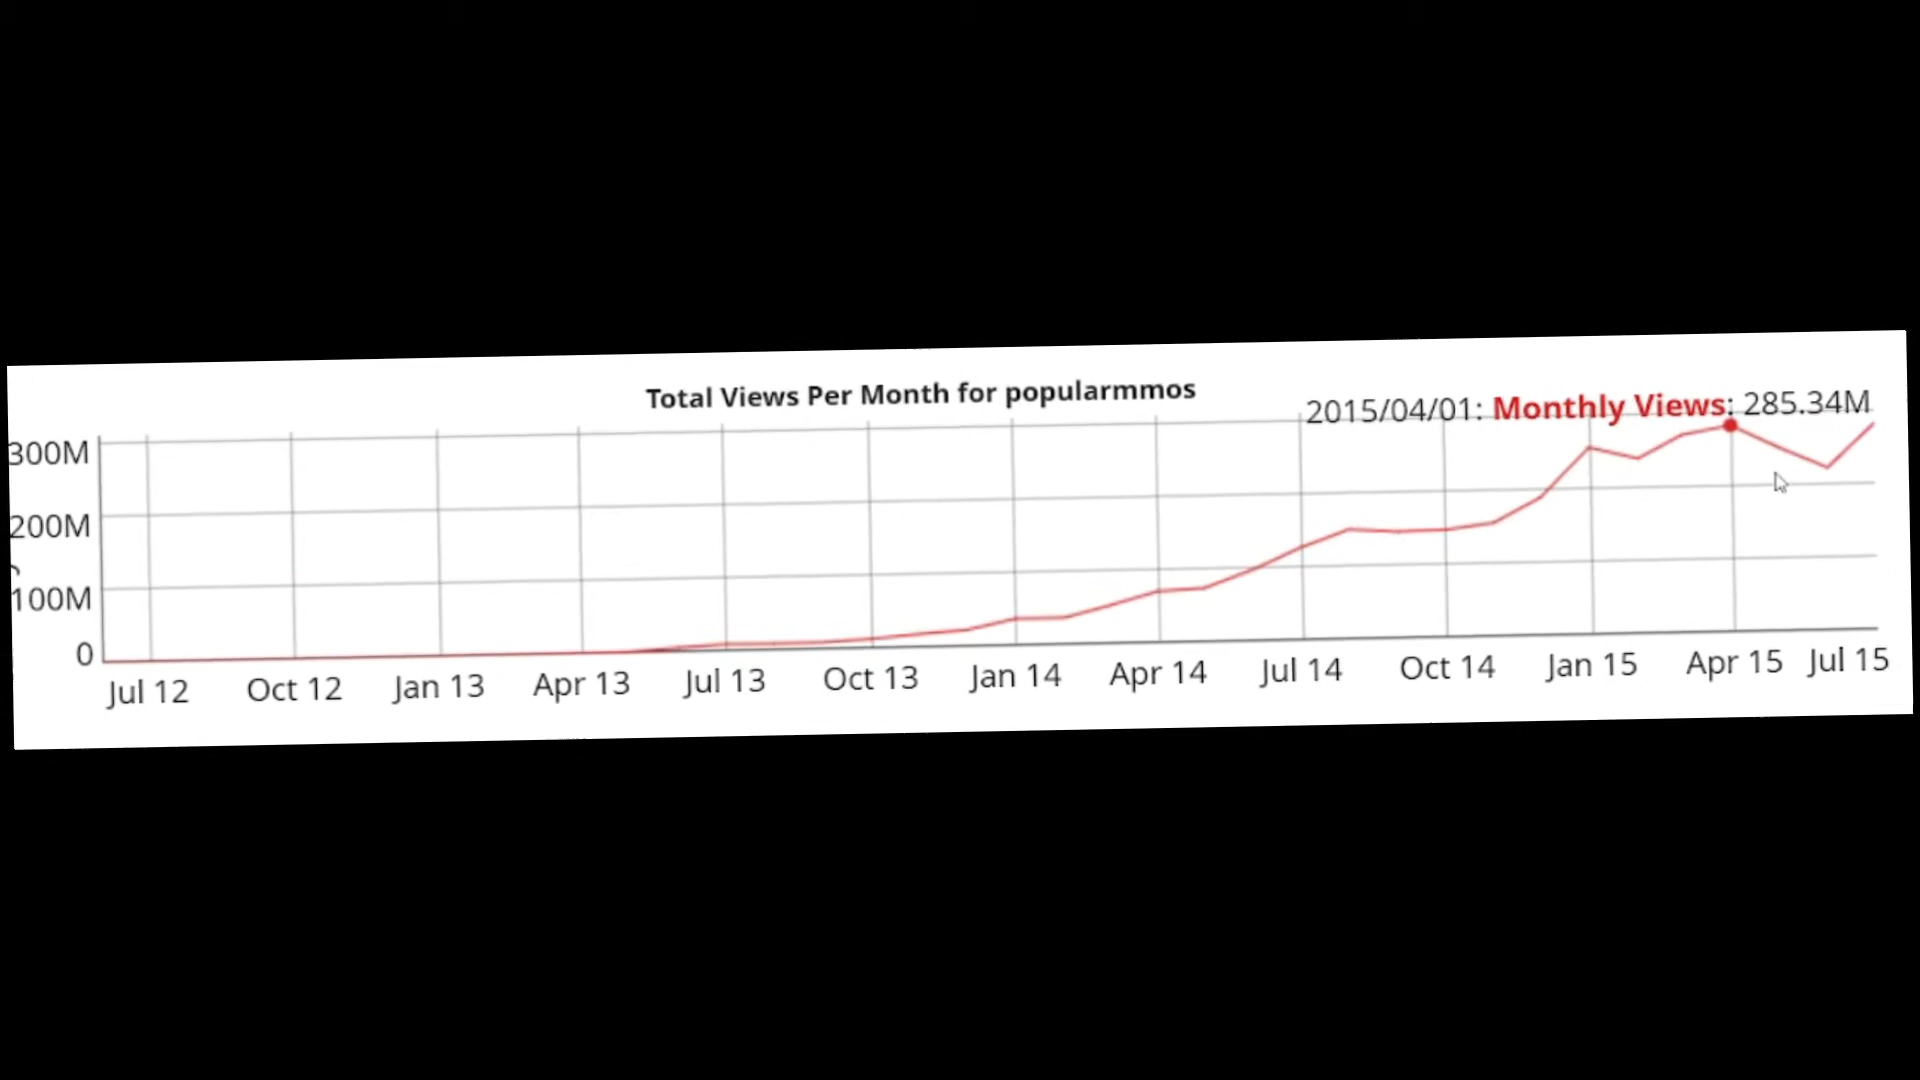 Total Views Per Month for popularmmos
2015/04/01: Monthly Views: 285.34M
300M
200M
100M
0
Jul 12 Oct 12 Jan 13 Apr 13 Jul 13 Oct 13 Jan 14 Apr 14 Jul 14 Oct 14 Jan 15 Apr 15 Jul 15